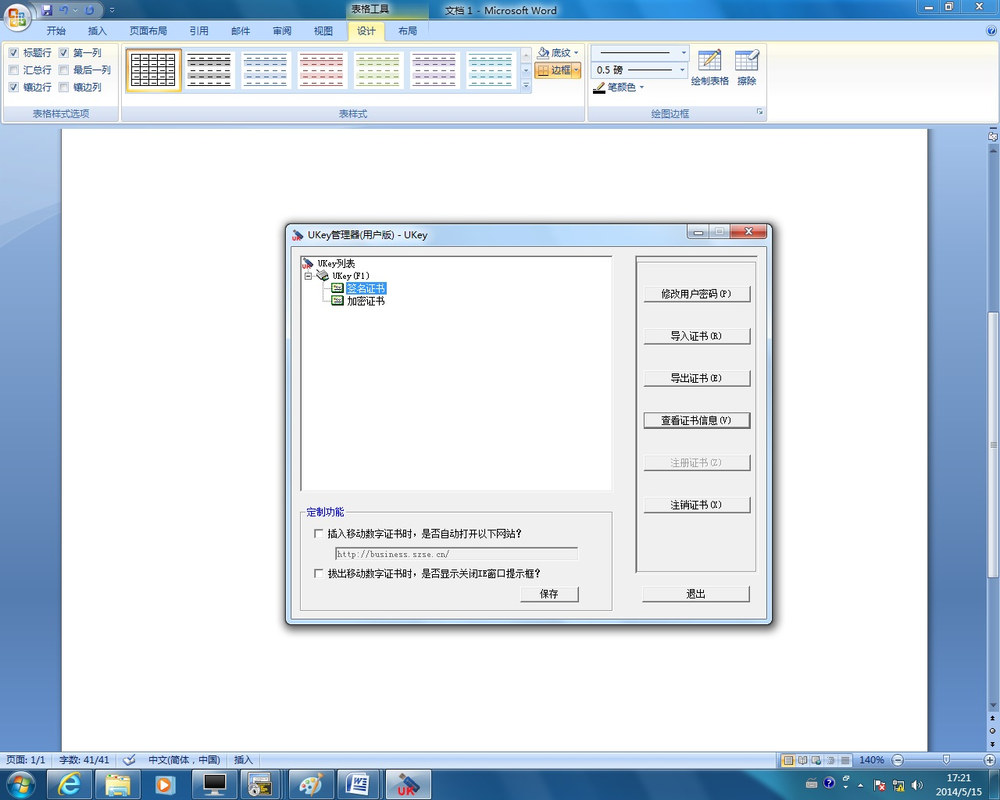 表格工具
文档 1 - Microsoft Word
开始 插入 页面布局 引用 邮件 审阅 视图 设计 布局
标题行 第一列
汇总行 最后一列
镶边行 镶边列
表格样式选项
底纹
边框
表样式
0.5 磅
笔颜色
绘制表格 擦除
绘图边框
UKey管理器(用户版) - UKey
UKey列表
UKey(F1)
签名证书
加密证书
修改用户密码(P)
导入证书(R)
导出证书(E)
查看证书信息(V)
注册证书(Z)
注销证书(X)
定制功能
插入移动数字证书时，是否自动打开以下网站？
http://business.szse.cn/
拔出移动数字证书时，是否显示关闭IE窗口提示框？
保存
退出
页面: 1/1 字数: 41/41 中文(简体，中国) 插入 140%
UK
17:21
2014/5/15